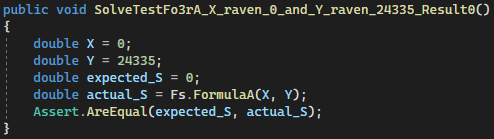 public void SolveTestFo3rA_X_raven_0_and_Y_raven_24335_Result0()
{
    double X = 0;
    double Y = 24335;
    double expected_S = 0;
    double actual_S = Fs.FormulaA(X, Y);
    Assert.AreEqual(expected_S, actual_S);
}